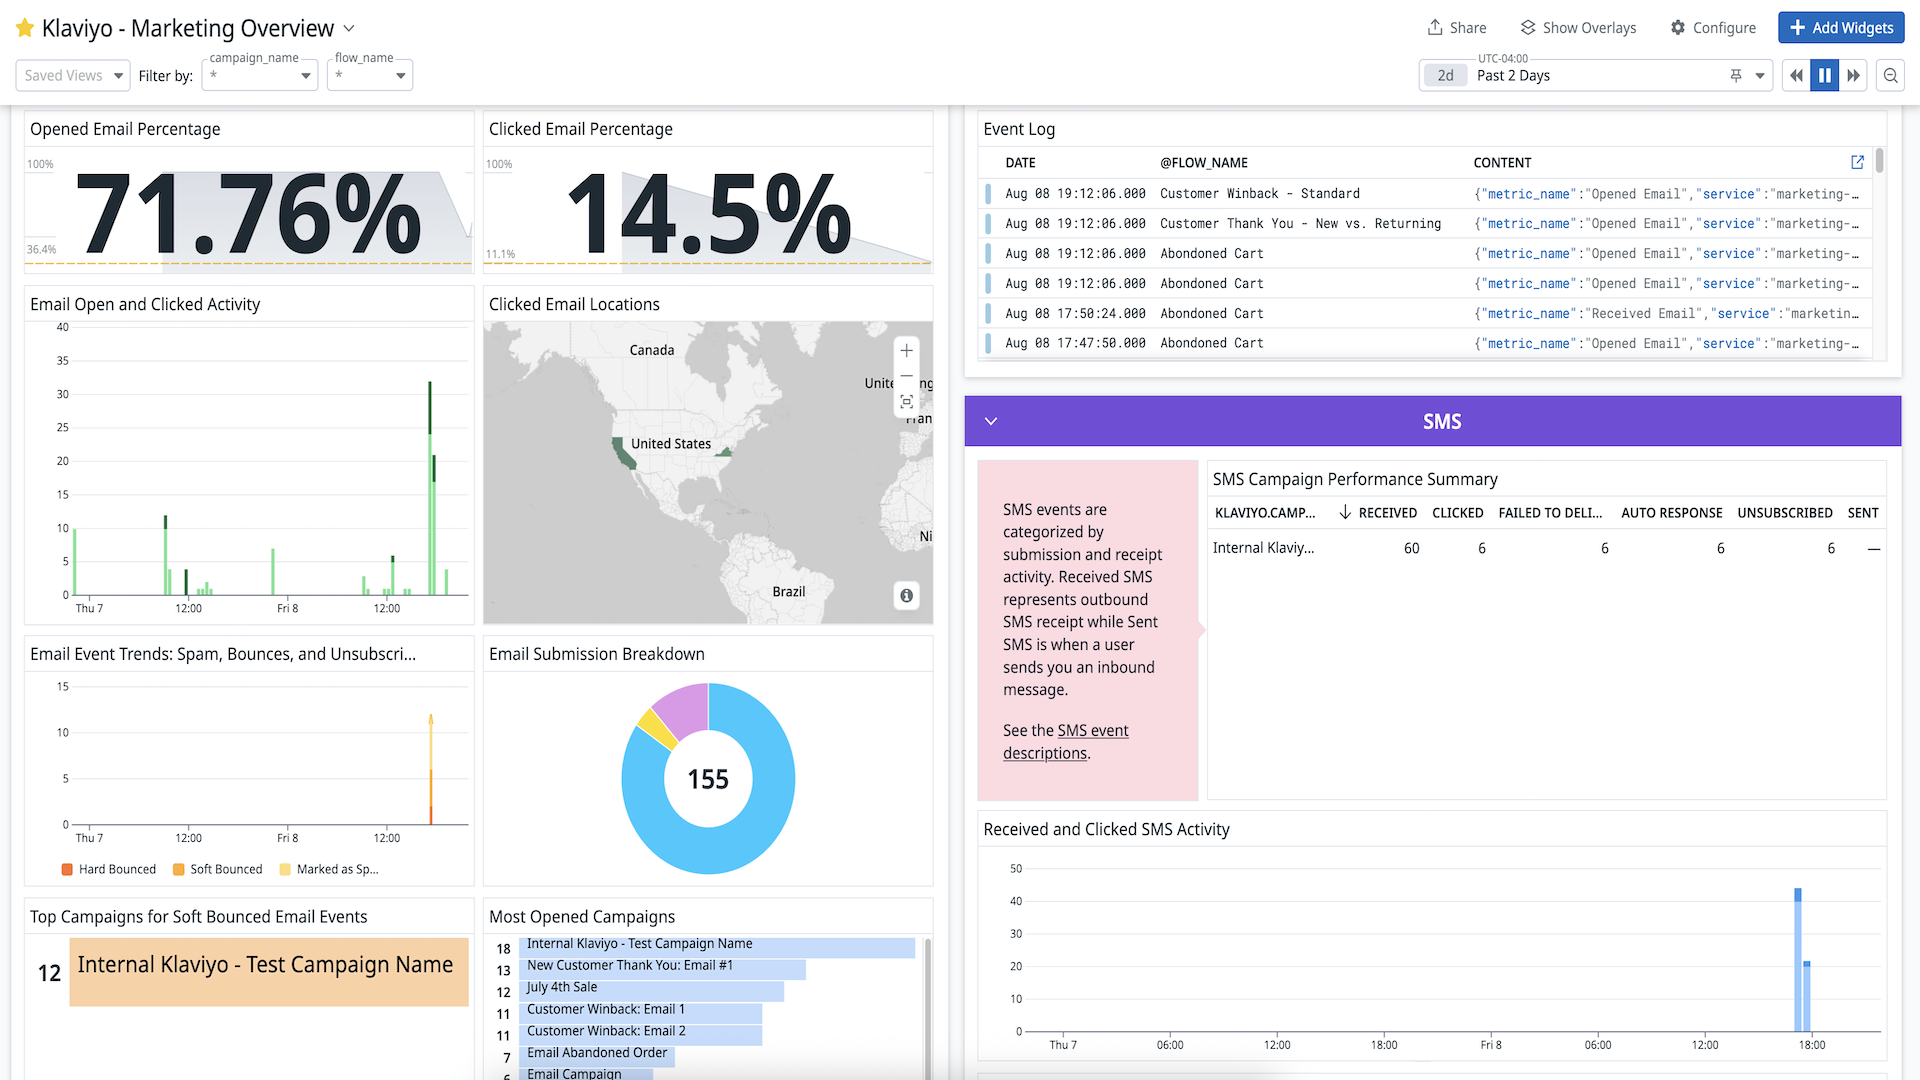 Klaviyo - Marketing Overview
Share
Show Overlays
Configure
Add Widgets
Saved Views
Filter by:
campaign_name
*
flow_name
*
UTC-04:00
2d
Past 2 Days
Opened Email Percentage
100%
71.76%
36.4%
Clicked Email Percentage
100%
14.5%
11.1%
Email Open and Clicked Activity
40
35
30
25
20
15
10
5
0
Thu 7
12:00
Fri 8
12:00
Clicked Email Locations
Canada
United States
Brazil
Email Event Trends: Spam, Bounces, and Unsubscri...
15
10
5
0
Thu 7
12:00
Fri 8
12:00
Hard Bounced
Soft Bounced
Marked as Sp...
Email Submission Breakdown
155
Top Campaigns for Soft Bounced Email Events
12 Internal Klaviyo - Test Campaign Name
Most Opened Campaigns
18 Internal Klaviyo - Test Campaign Name
13 New Customer Thank You: Email #1
12 July 4th Sale
11 Customer Winback: Email 1
11 Customer Winback: Email 2
7 Email Abandoned Order
Email Campaign
Event Log
DATE @FLOW_NAME CONTENT
Aug 08 19:12:06.000 Customer Winback - Standard {"metric_name":"Opened Email","service":"marketing-…
Aug 08 19:12:06.000 Customer Thank You - New vs. Returning {"metric_name":"Opened Email","service":"marketing-…
Aug 08 19:12:06.000 Abondoned Cart {"metric_name":"Opened Email","service":"marketing-…
Aug 08 19:12:06.000 Abondoned Cart {"metric_name":"Opened Email","service":"marketing-…
Aug 08 17:50:24.000 Abondoned Cart {"metric_name":"Received Email","service":"marketin…
Aug 08 17:47:50.000 Abondoned Cart {"metric_name":"Opened Email","service":"marketing-…
SMS
SMS events are
categorized by
submission and receipt
activity. Received SMS
represents outbound
SMS receipt while Sent
SMS is when a user
sends you an inbound
message.
See the SMS event
descriptions.
SMS Campaign Performance Summary
KLAVIYO.CAMP... RECEIVED CLICKED FAILED TO DELI... AUTO RESPONSE UNSUBSCRIBED SENT
Internal Klaviy... 60 6 6 6 6 —
Received and Clicked SMS Activity
50
40
30
20
10
0
Thu 7
06:00
12:00
18:00
Fri 8
06:00
12:00
18:00